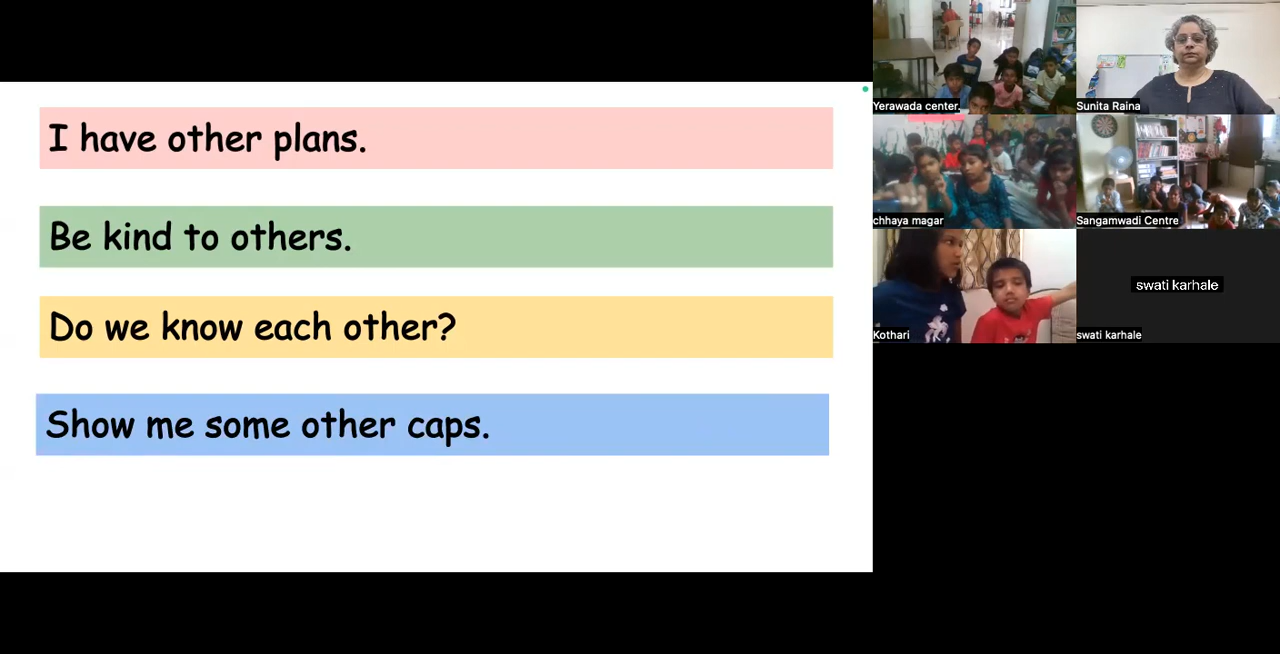 I have other plans.
Be kind to others.
Do we know each other?
Show me some other caps.
Yerawada center.
Sunita Raina
chhaya magar
Sangamwadi Centre
Kothari
swati karhale
swati karhale